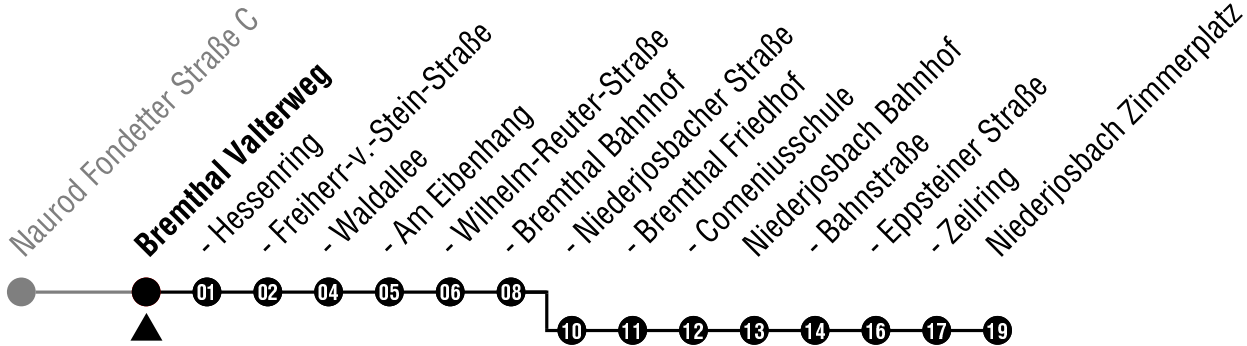 Naurod Fondetter Straße C
Bremthal Valterweg
- Hessenring
- Freiherr-v.-Stein-Straße
- Waldallee
- Am Eibenhang
- Wilhelm-Reuter-Straße
- Bremthal Bahnhof
- Niederjosbacher Straße
- Bremthal Friedhof
- Comeniusschule
Niederjosbach Bahnhof
- Bahnstraße
- Eppsteiner Straße
- Zeilring
Niederjosbach Zimmerplatz
01 02 04 05 06 08
10 11 12 13 14 16 17 19